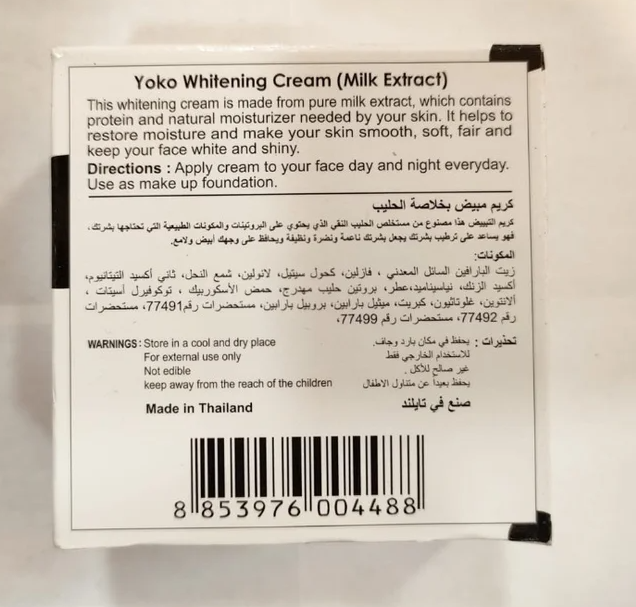 Yoko Whitening Cream (Milk Extract)
This whitening cream is made from pure milk extract, which contains
protein and natural moisturizer needed by your skin. It helps to
restore moisture and make your skin smooth, soft, fair and
keep your face white and shiny.
Directions : Apply cream to your face day and night everyday.
Use as make up foundation.
كريم مبيض بخلاصة الحليب
كريم التبييض هذا مصنوع من مستخلص الحليب النقي الذي يحتوي على البروتينات والمكونات الطبيعية التي تحتاجها بشرتك ،
فهو يساعد على ترطيب بشرتك يجعل بشرتك ناعمة ونضرة ونظيفة ويحافظ على وجهك أبيض ولامع.
المكونات:
زيت البارافين السائل المعدني ، فازلين، كحول سيتيل، لانولين، شمع النحل، ثاني أكسيد التيتانيوم،
أكسيد الزنك، نياسيناميد،عطر، بروتين حليب مهدرج، حمض الأسكوربيك ، توكوفيرل أسيتات ،
ألانتوين، غلوتاثيون، كبريت، ميثيل بارابين، بروبيل بارابين، مستحضرات رقم77491، مستحضرات
رقم 77492، مستحضرات رقم 77499،
WARNINGS: Store in a cool and dry place
For external use only
Not edible
keep away from the reach of the children
تحذيرات : يحفظ في مكان بارد وجاف.
للاستخدام الخارجي فقط
غير صالح للأكل .
يحفظ بعيداً عن متناول الاطفال
Made in Thailand
صنع في تايلند
8 853976 004488